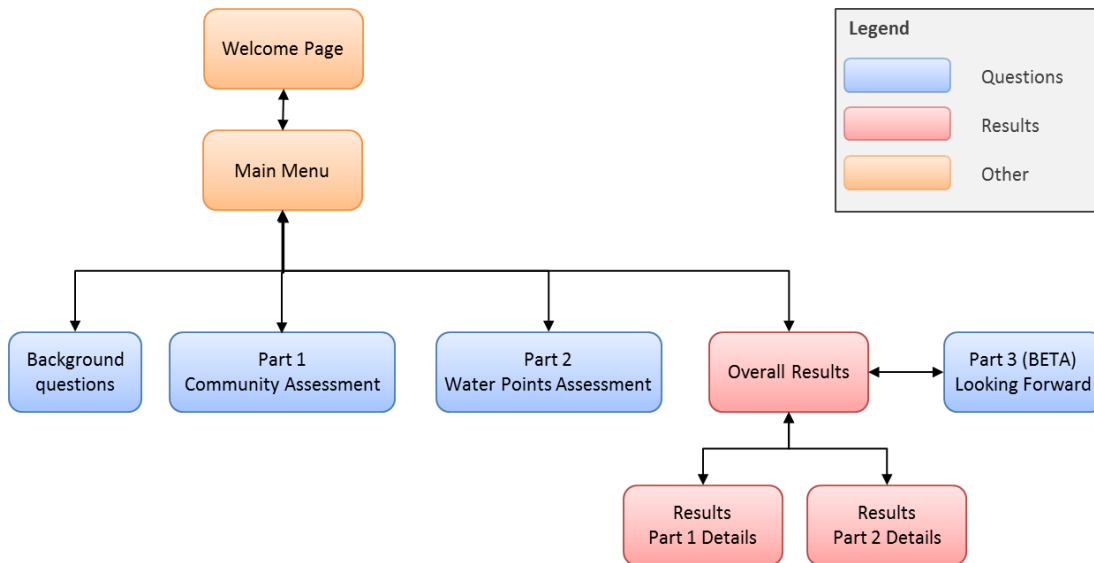 Welcome Page
Legend
Questions
Results
Other
Main Menu
Background
questions
Part 1
Community Assessment
Part 2
Water Points Assessment
Overall Results
Part 3 (BETA)
Looking Forward
Results
Part 1 Details
Results
Part 2 Details